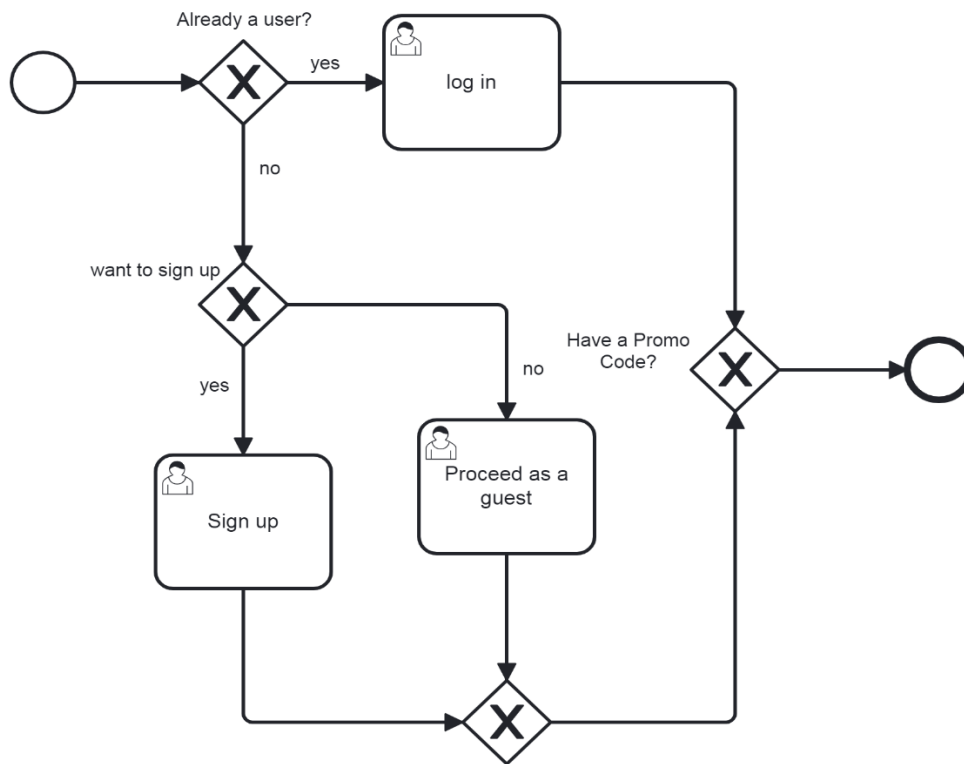 Already a user?
yes
log in
no
want to sign up
Have a Promo
Code?
yes
no
Proceed as a
guest
Sign up